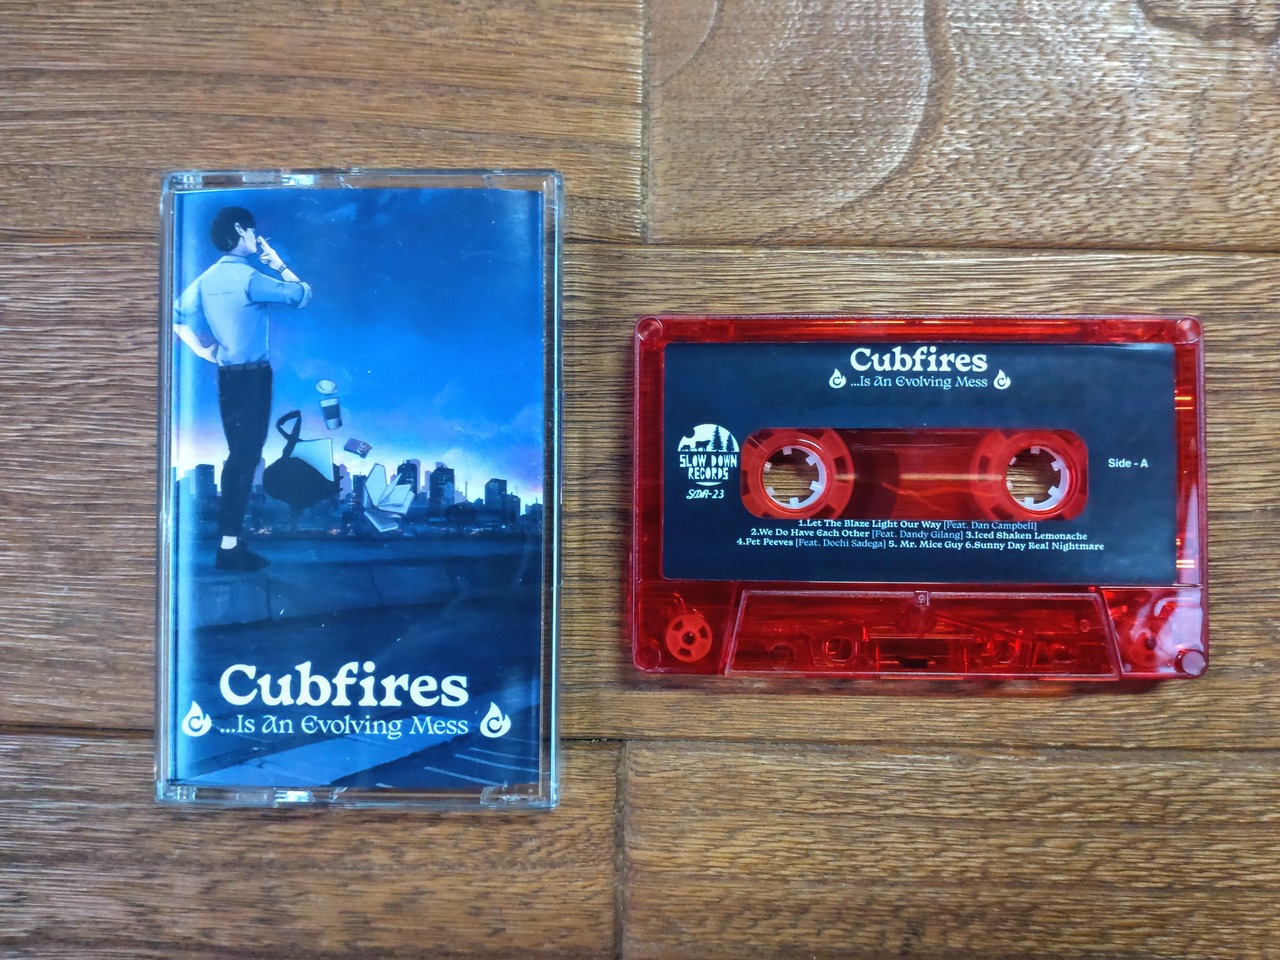 Cubfires
...Is An Evolving Mess
Cubfires
...Is An Evolving Mess
SLOW DOWN
RECORDS
SDR-23
Side - A
1.Let The Blaze Light Our Way [Feat. Dan Campbell]
2.We Do Have Each Other [Feat. Dandy Gilang] 3.Iced Shaken Lemonache
4.Pet Peeves [Feat. Dochi Sadega] 5. Mr. Mice Guy 6.Sunny Day Real Nightmare